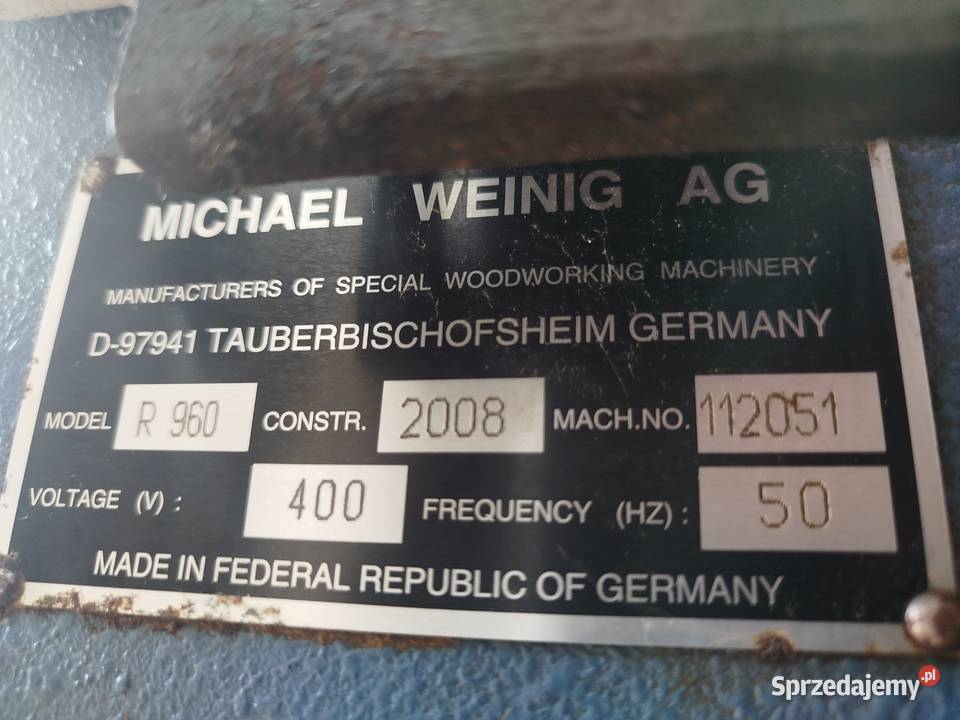 MICHAEL WEINIG AG
MANUFACTURERS OF SPECIAL WOODWORKING MACHINERY
D-97941 TAUBERBISCHOFSHEIM GERMANY
MODEL R 960 CONSTR. 2008 MACH.NO. 112051
VOLTAGE (V) : 400 FREQUENCY (HZ) : 50
MADE IN FEDERAL REPUBLIC OF GERMANY
Sprzedajemy.pl